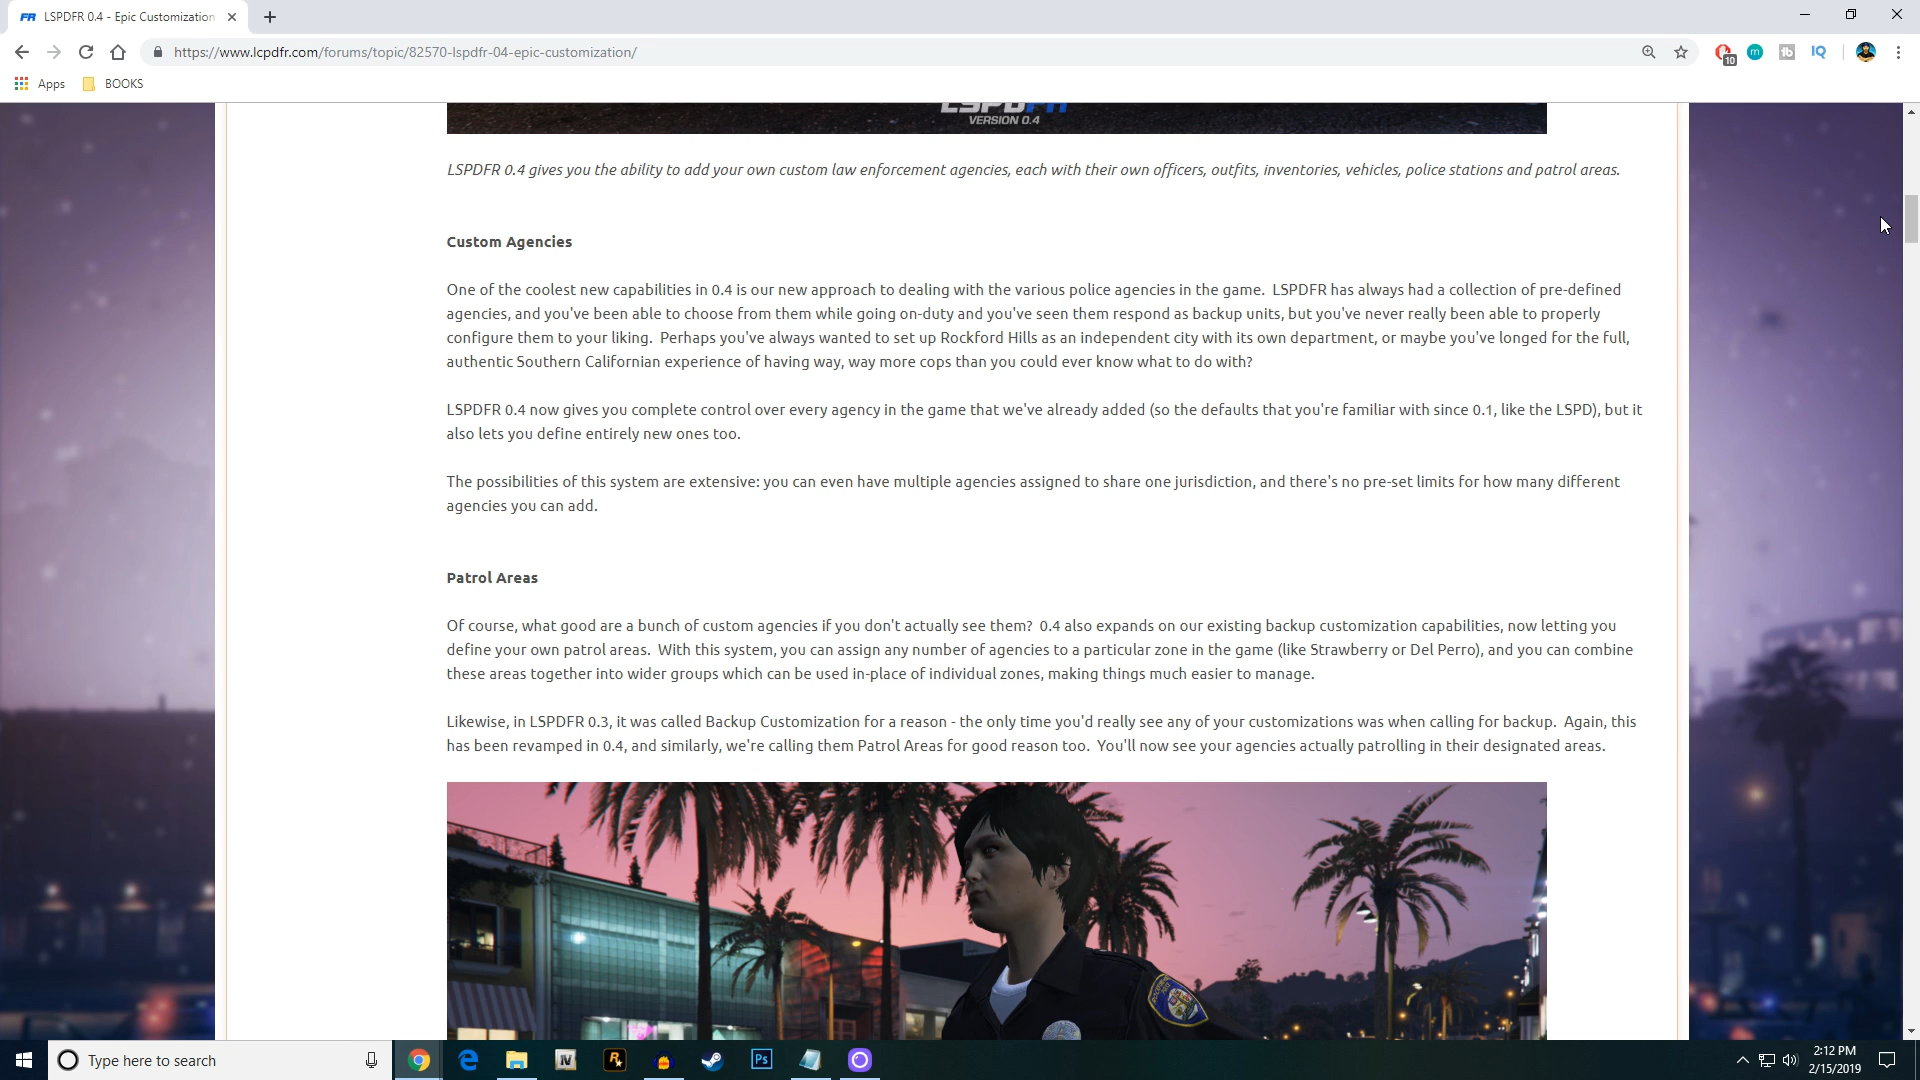 LSPDFR 0.4 - Epic Customization
https://www.lcpdfr.com/forums/topic/82570-lspdfr-04-epic-customization/
10
m
tb
IQ
Apps
BOOKS
LSPDFR
VERSION 0.4
LSPDFR 0.4 gives you the ability to add your own custom law enforcement agencies, each with their own officers, outfits, inventories, vehicles, police stations and patrol areas.
Custom Agencies
One of the coolest new capabilities in 0.4 is our new approach to dealing with the various police agencies in the game.  LSPDFR has always had a collection of pre-defined
agencies, and you've been able to choose from them while going on-duty and you've seen them respond as backup units, but you've never really been able to properly
configure them to your liking.  Perhaps you've always wanted to set up Rockford Hills as an independent city with its own department, or maybe you've longed for the full,
authentic Southern Californian experience of having way, way more cops than you could ever know what to do with?
LSPDFR 0.4 now gives you complete control over every agency in the game that we've already added (so the defaults that you're familiar with since 0.1, like the LSPD), but it
also lets you define entirely new ones too.
The possibilities of this system are extensive: you can even have multiple agencies assigned to share one jurisdiction, and there's no pre-set limits for how many different
agencies you can add.
Patrol Areas
Of course, what good are a bunch of custom agencies if you don't actually see them?  0.4 also expands on our existing backup customization capabilities, now letting you
define your own patrol areas.  With this system, you can assign any number of agencies to a particular zone in the game (like Strawberry or Del Perro), and you can combine
these areas together into wider groups which can be used in-place of individual zones, making things much easier to manage.
Likewise, in LSPDFR 0.3, it was called Backup Customization for a reason - the only time you'd really see any of your customizations was when calling for backup.  Again, this
has been revamped in 0.4, and similarly, we're calling them Patrol Areas for good reason too.  You'll now see your agencies actually patrolling in their designated areas.
Type here to search
IV
R
Ps
2:12 PM
2/15/2019